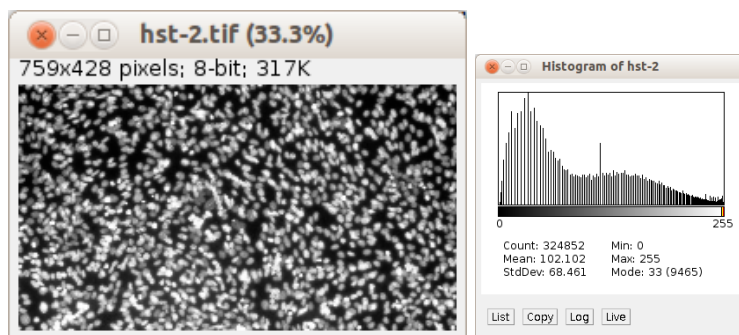 hst-2.tif (33.3%)
759x428 pixels; 8-bit; 317K
Histogram of hst-2
0 255
Count: 324852 Min: 0
Mean: 102.102 Max: 255
StdDev: 68.461 Mode: 33 (9465)
List Copy Log Live